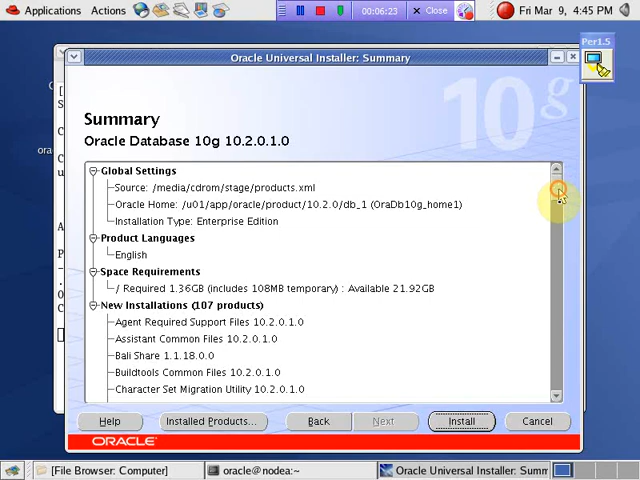 Applications Actions 00:06:23 Close Fri Mar 9, 4:45 PM
Per1.5
Oracle Universal Installer: Summary
10g
Summary
Oracle Database 10g 10.2.0.1.0
Global Settings
Source: /media/cdrom/stage/products.xml
Oracle Home: /u01/app/oracle/product/10.2.0/db_1 (OraDb10g_home1)
Installation Type: Enterprise Edition
Product Languages
English
Space Requirements
/ Required 1.36GB (includes 108MB temporary) : Available 21.92GB
New Installations (107 products)
Agent Required Support Files 10.2.0.1.0
Assistant Common Files 10.2.0.1.0
Bali Share 1.1.18.0.0
Buildtools Common Files 10.2.0.1.0
Character Set Migration Utility 10.2.0.1.0
Help Installed Products... Back Next Install Cancel
ORACLE
[File Browser: Computer] oracle@nodea:~ Oracle Universal Installer: Summ